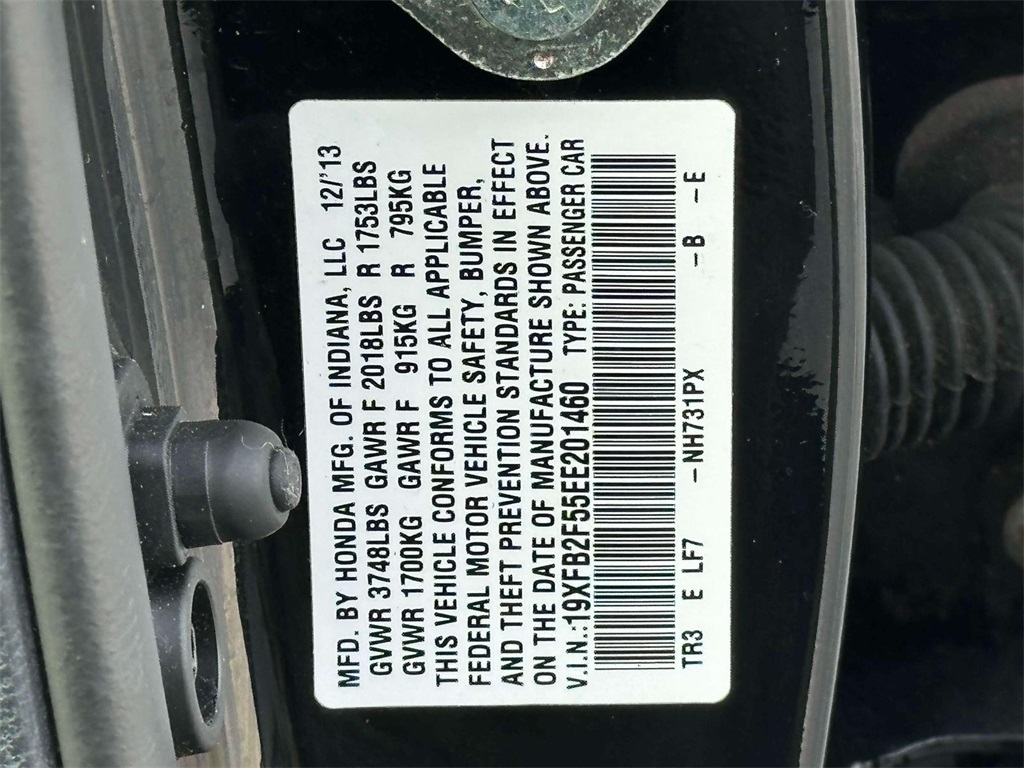 MFD. BY HONDA MFG. OF INDIANA, LLC 12/'13
GVWR 3748LBS GAWR F 2018LBS R 1753LBS
GVWR 1700KG GAWR F 915KG R 795KG
THIS VEHICLE CONFORMS TO ALL APPLICABLE
FEDERAL MOTOR VEHICLE SAFETY, BUMPER,
AND THEFT PREVENTION STANDARDS IN EFFECT
ON THE DATE OF MANUFACTURE SHOWN ABOVE.
V.I.N.:19XFB2F55EE201460 TYPE: PASSENGER CAR
TR3 E LF7 -NH731PX -B -E